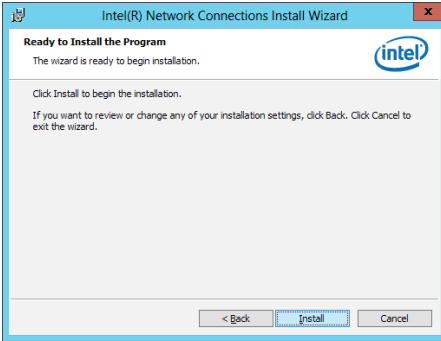 Intel(R) Network Connections Install Wizard
x
Ready to Install the Program
The wizard is ready to begin installation.
intel
Click Install to begin the installation.
If you want to review or change any of your installation settings, click Back. Click Cancel to
exit the wizard.
< Back
Install
Cancel